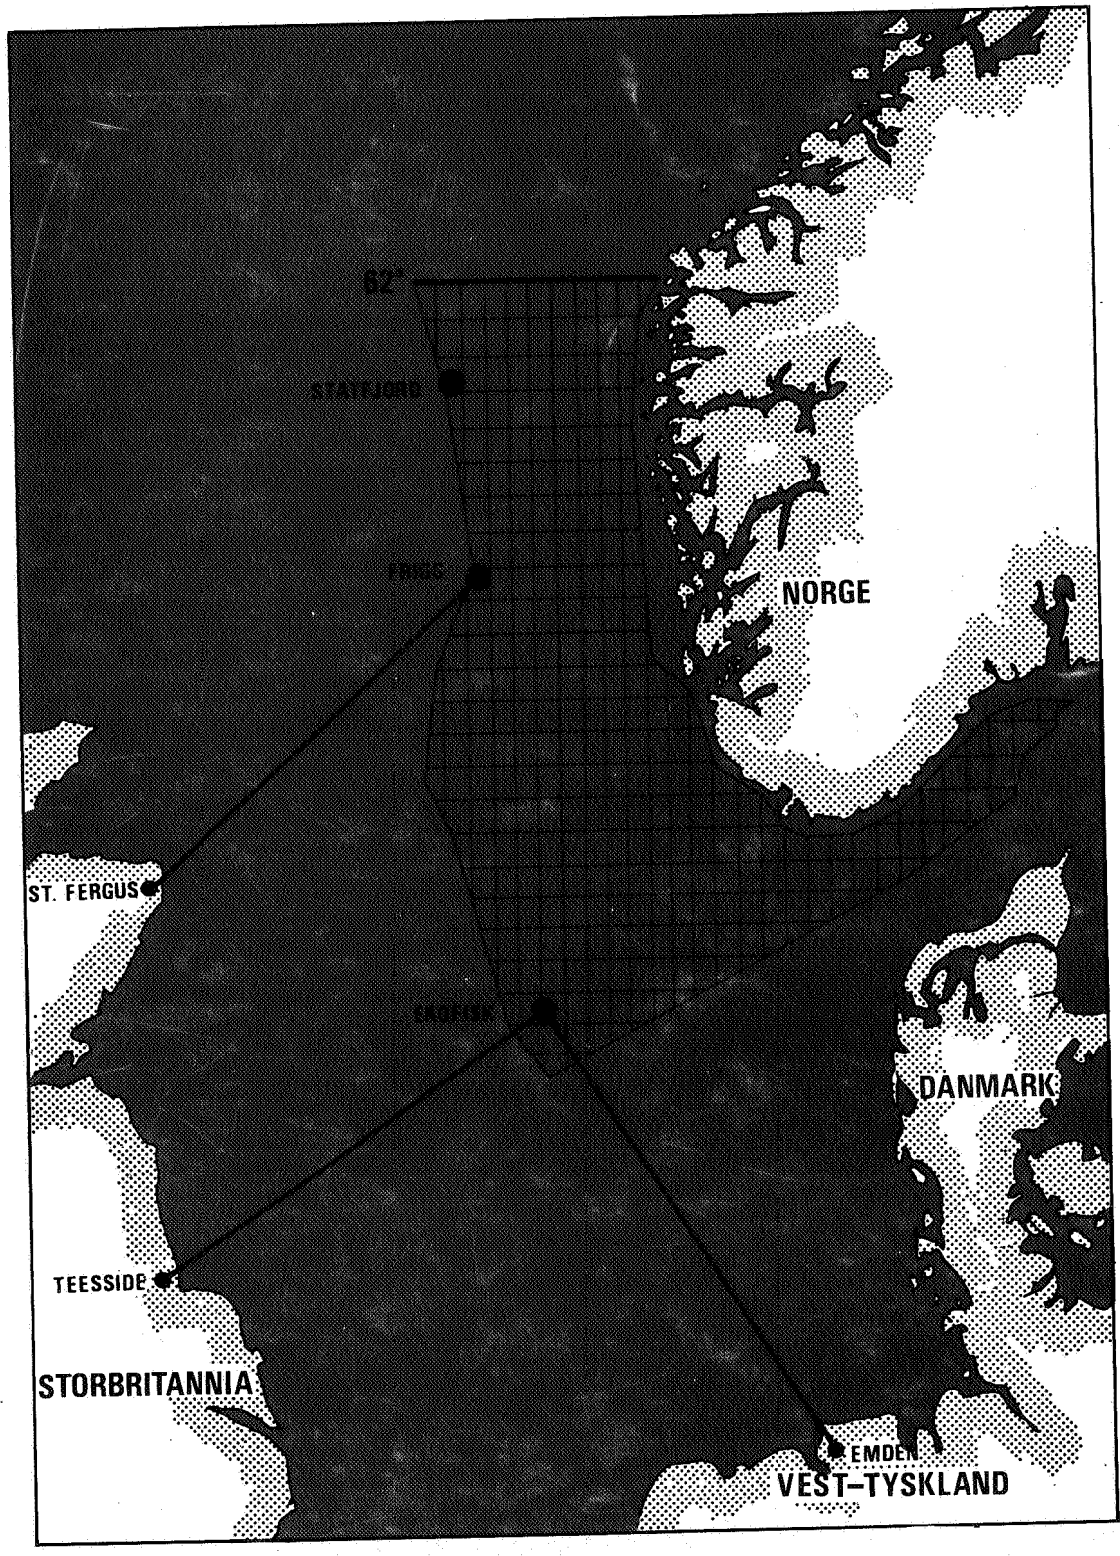 62°
STATFJORD
FRIGG
NORGE
ST. FERGUS
EKOFISK
DANMARK
TEESSIDE
STORBRITANNIA
EMDEN
VEST–TYSKLAND